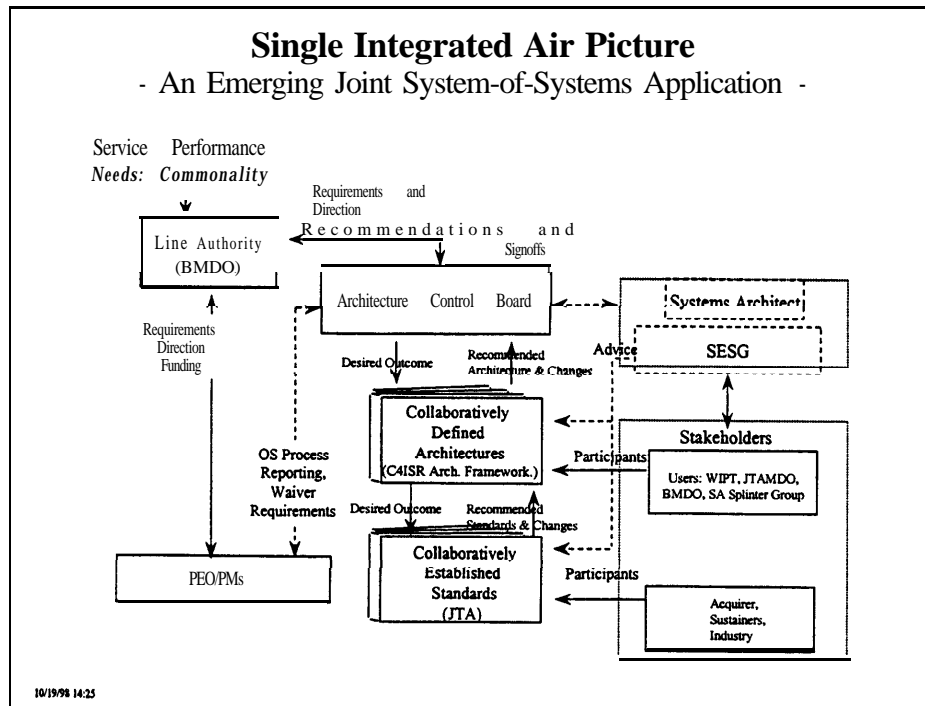 Single Integrated Air Picture
- An Emerging Joint System-of-Systems Application -
Service Performance
Needs: Commonality
Requirements and
Direction
Recommendations and
Signoffs
Line Authority
(BMDO)
Architecture Control Board
Systems Architect
SESG
Advice
Requirements
Direction
Funding
Desired Outcome
Recommended
Architecture & Changes
Collaboratively
Defined
Architectures
(C4ISR Arch. Framework.)
Stakeholders
Participants
Users: WIPT, JTAMDO,
BMDO, SA Splinter Group
OS Process
Reporting,
Waiver
Requirements
Desired Outcome
Recommended
Standards & Changes
PEO/PMs
Collaboratively
Established
Standards
(JTA)
Participants
Acquirer,
Sustainers,
Industry
10/19/98 14:25